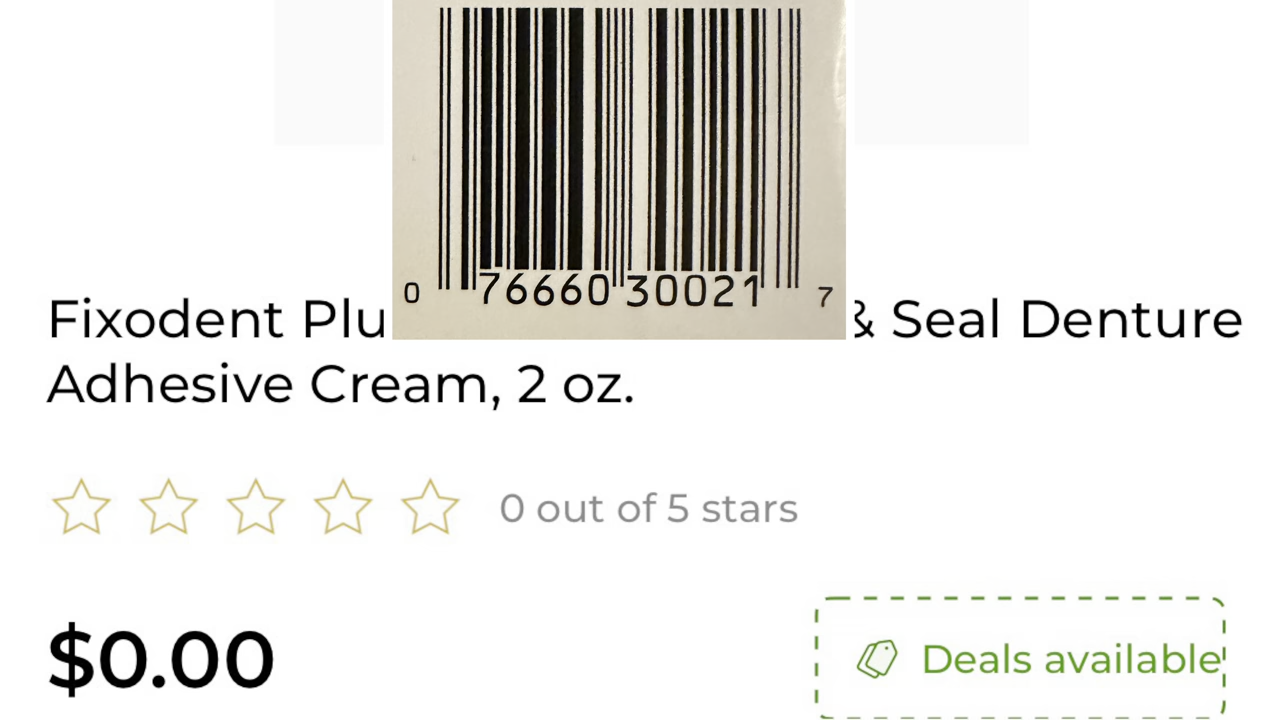 0 76660 30021 7
Fixodent Plu & Seal Denture
Adhesive Cream, 2 oz.
0 out of 5 stars
$0.00
Deals available